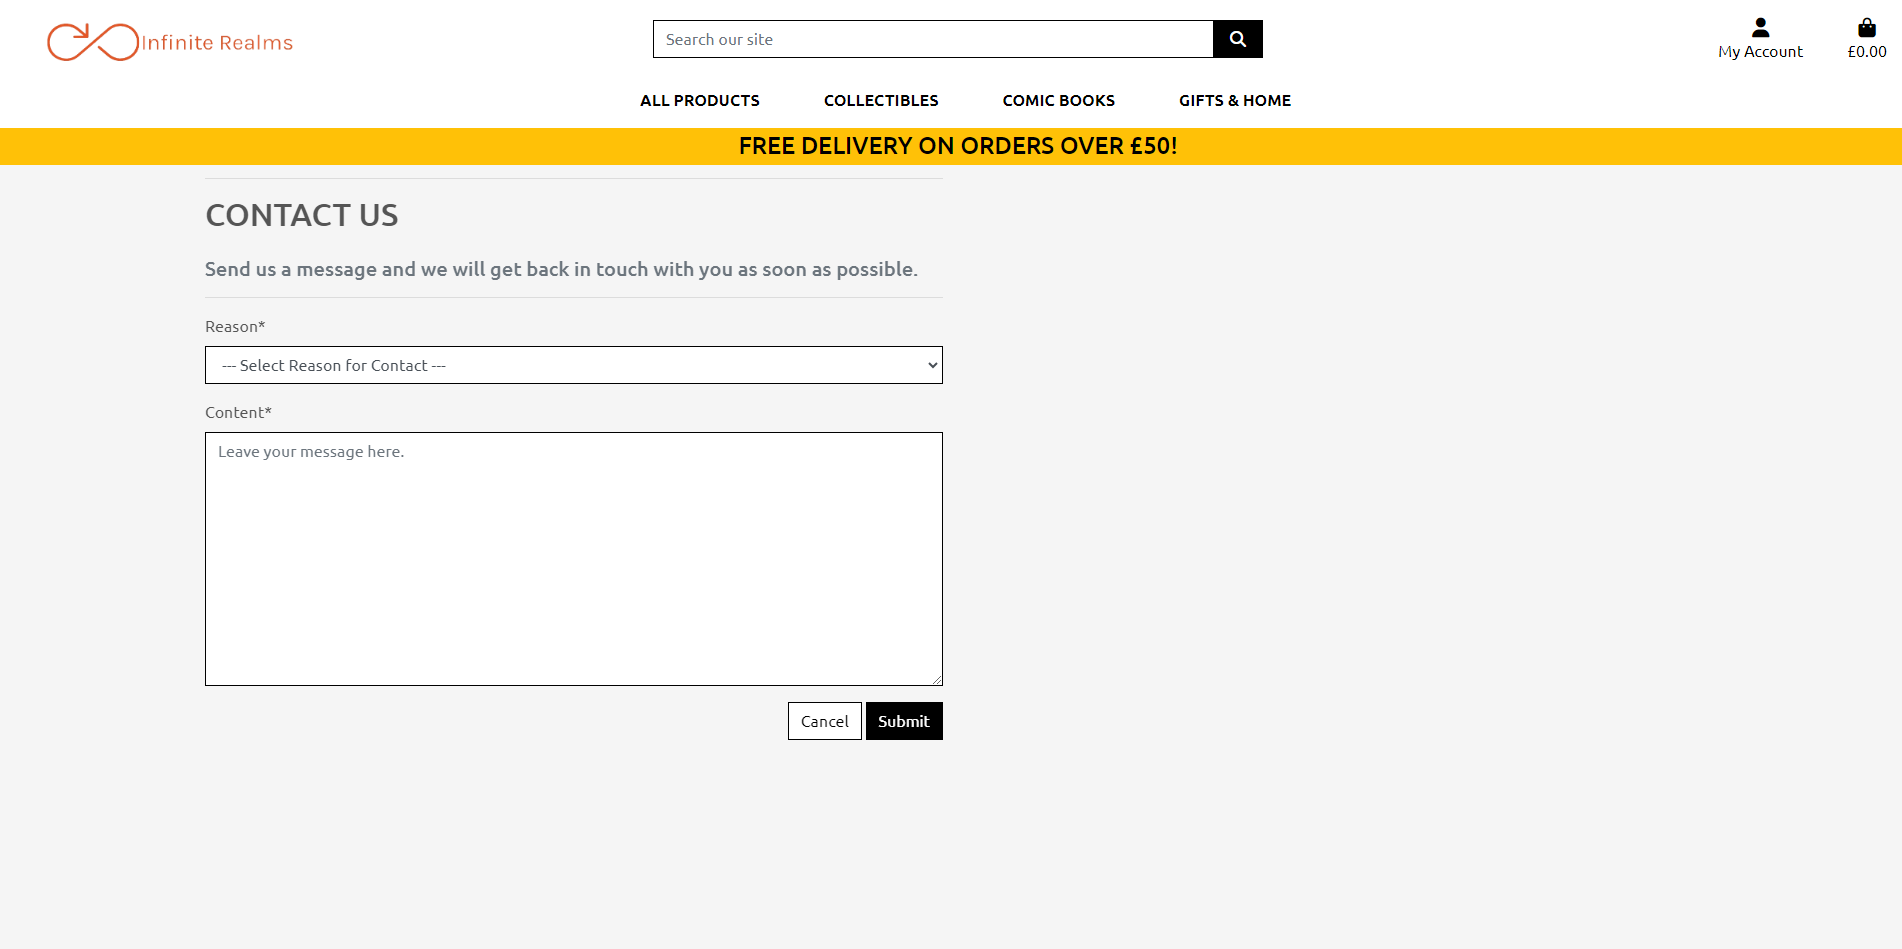 Infinite Realms
Search our site
My Account
£0.00
ALL PRODUCTS
COLLECTIBLES
COMIC BOOKS
GIFTS & HOME
FREE DELIVERY ON ORDERS OVER £50!
CONTACT US
Send us a message and we will get back in touch with you as soon as possible.
Reason*
--- Select Reason for Contact ---
Content*
Leave your message here.
Cancel
Submit